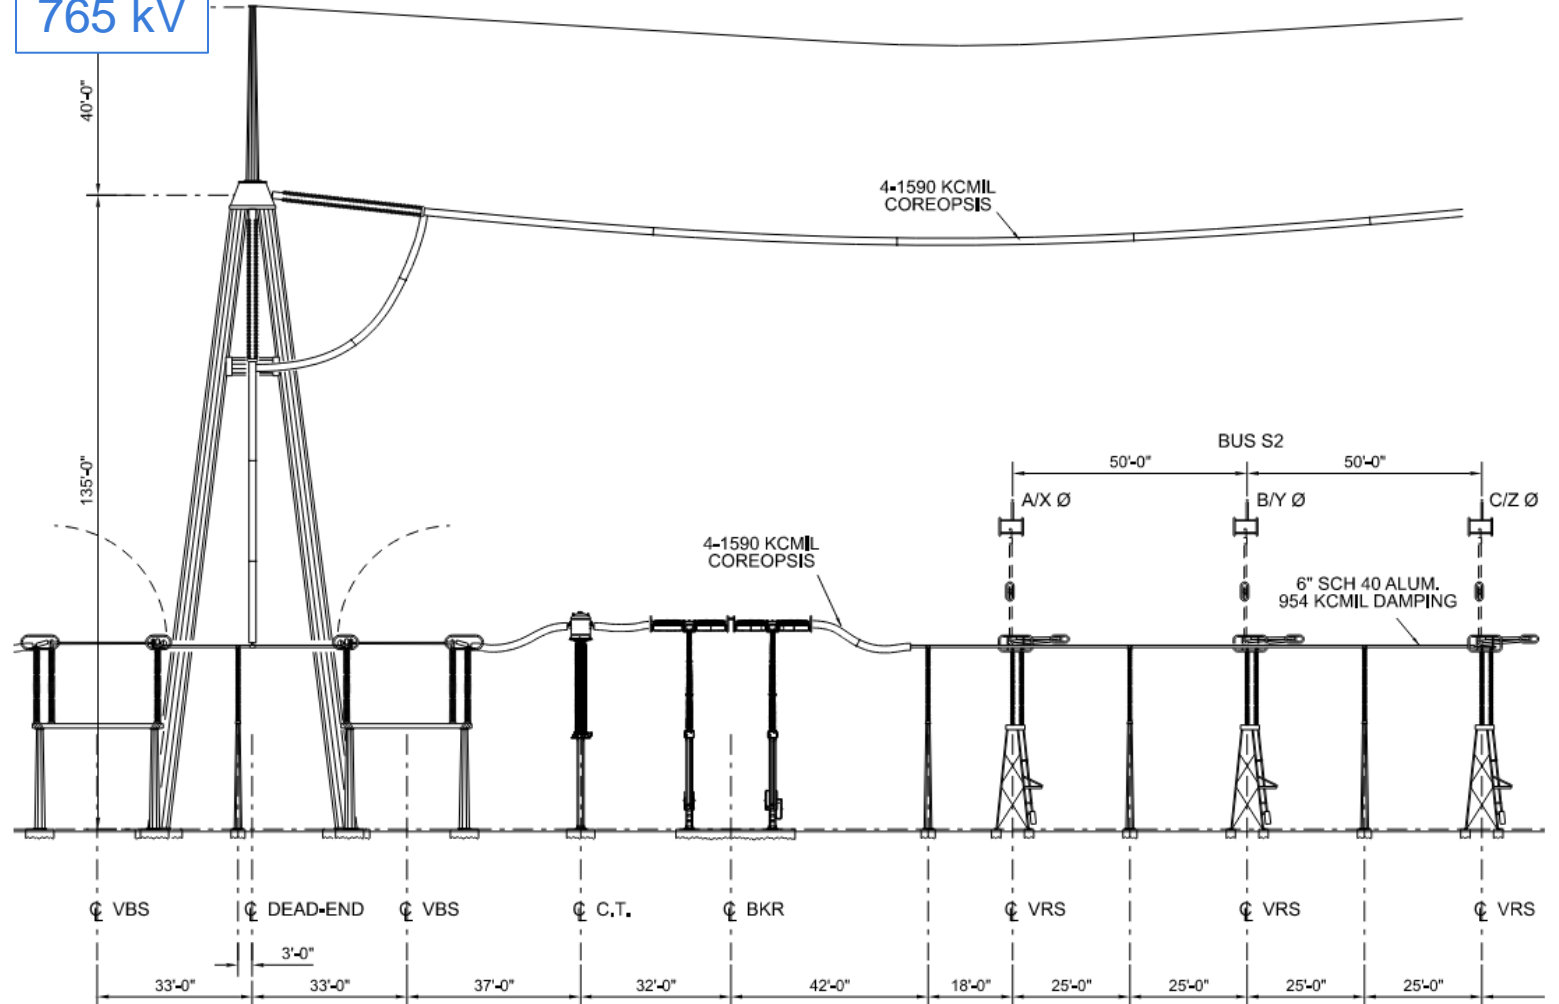 765 kV
40'-0"
4-1590 KCMIL
COREOPSIS
135'-0"
BUS S2
50'-0" 50'-0"
A/X Ø B/Y Ø C/Z Ø
4-1590 KCMIL
COREOPSIS
6" SCH 40 ALUM.
954 KCMIL DAMPING
℄ VBS ℄ DEAD-END ℄ VBS ℄ C.T. ℄ BKR ℄ VRS ℄ VRS ℄ VRS
3'-0"
33'-0" 33'-0" 37'-0" 32'-0" 42'-0" 18'-0" 25'-0" 25'-0" 25'-0" 25'-0"